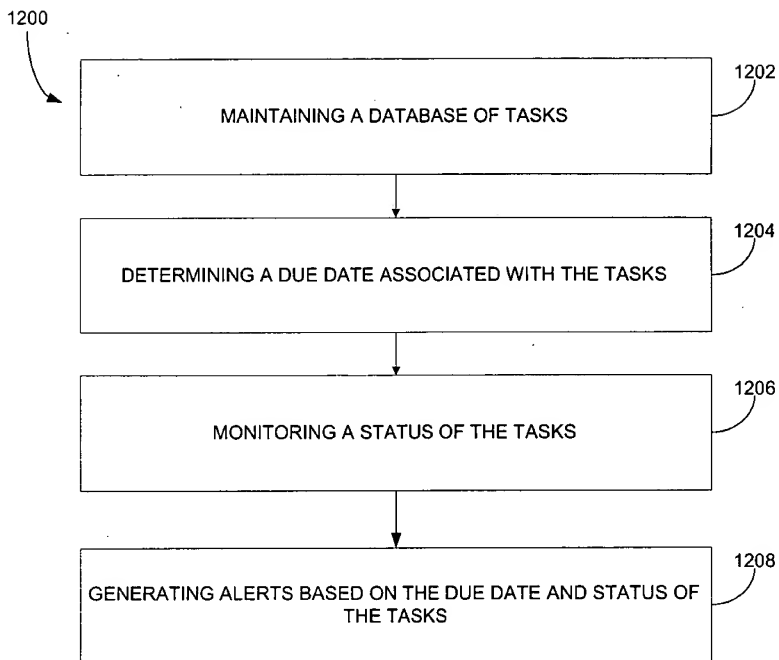 1200
1202
MAINTAINING A DATABASE OF TASKS
1204
DETERMINING A DUE DATE ASSOCIATED WITH THE TASKS
1206
MONITORING A STATUS OF THE TASKS
1208
GENERATING ALERTS BASED ON THE DUE DATE AND STATUS OF
THE TASKS